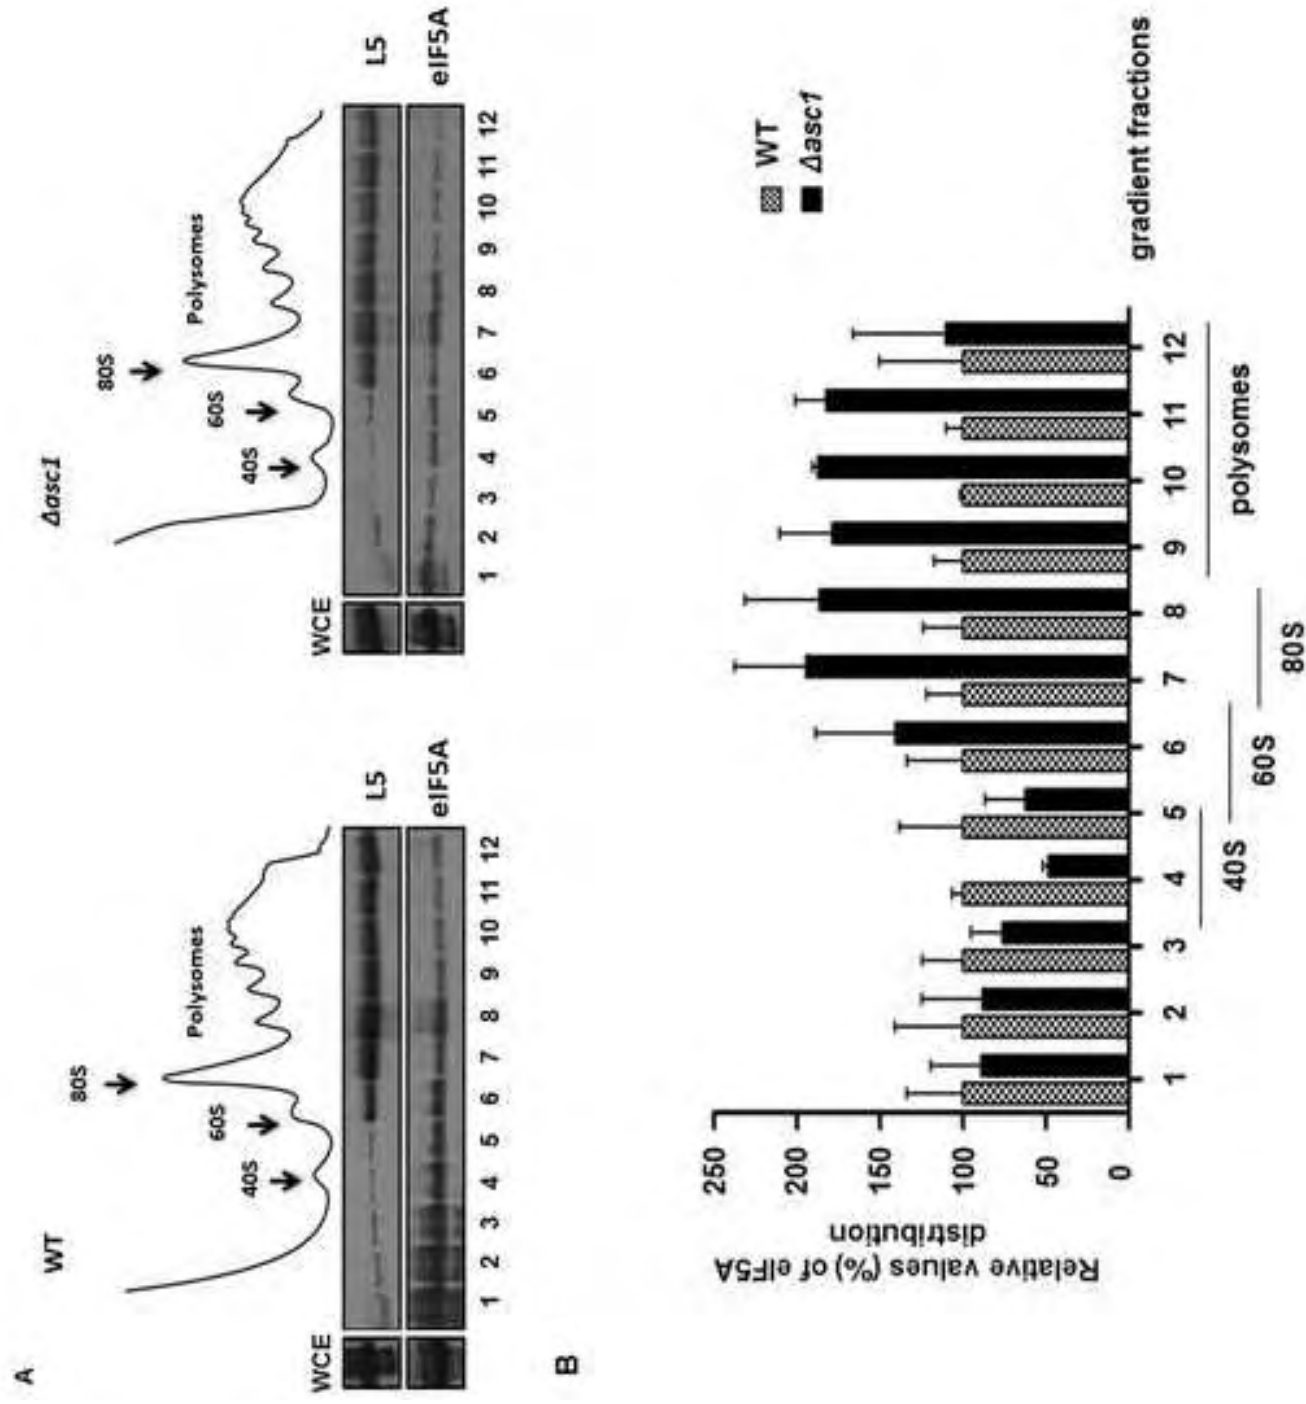 A
WT
Δasc1
80S
60S
40S
Polysomes
80S
60S
40S
Polysomes
WCE
L5
eIF5A
1 2 3 4 5 6 7 8 9 10 11 12
WCE
L5
eIF5A
1 2 3 4 5 6 7 8 9 10 11 12
B
Relative values (%) of eIF5A
distribution
250
200
150
100
50
0
WT
Δasc1
1 2 3 4 5 6 7 8 9 10 11 12
gradient fractions
40S
60S
80S
polysomes